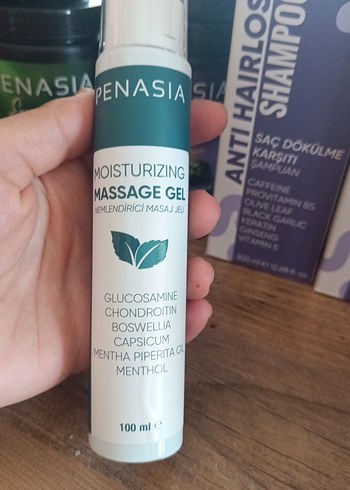 PENASIA
MOISTURIZING
MASSAGE GEL
NEMLENDİRİCİ MASAJ JELİ
GLUCOSAMINE
CHONDROITIN
BOSWELLIA
CAPSICUM
MENTHA PIPERITA OIL
MENTHOL
100 ml e
PENASIA
ANTI HAIRLOSS
SHAMPOO
SAÇ DÖKÜLME
KARŞITI
ŞAMPUAN
CAFFEINE
PROVITAMIN B5
OLIVE LEAF
BLACK GARLIC
KERATIN
GINSENG
VITAMIN E